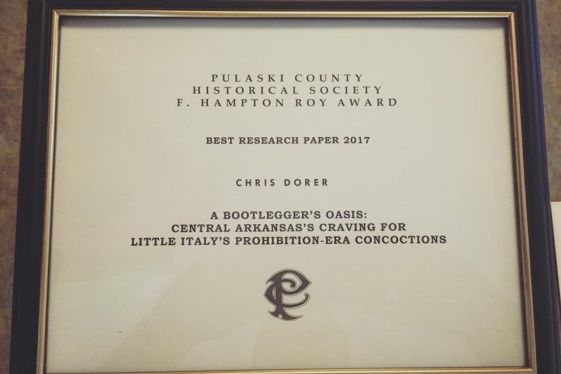 PULASKI COUNTY
HISTORICAL SOCIETY
F. HAMPTON ROY AWARD
BEST RESEARCH PAPER 2017
CHRIS DORER
A BOOTLEGGER'S OASIS:
CENTRAL ARKANSAS'S CRAVING FOR
LITTLE ITALY'S PROHIBITION-ERA CONCOCTIONS